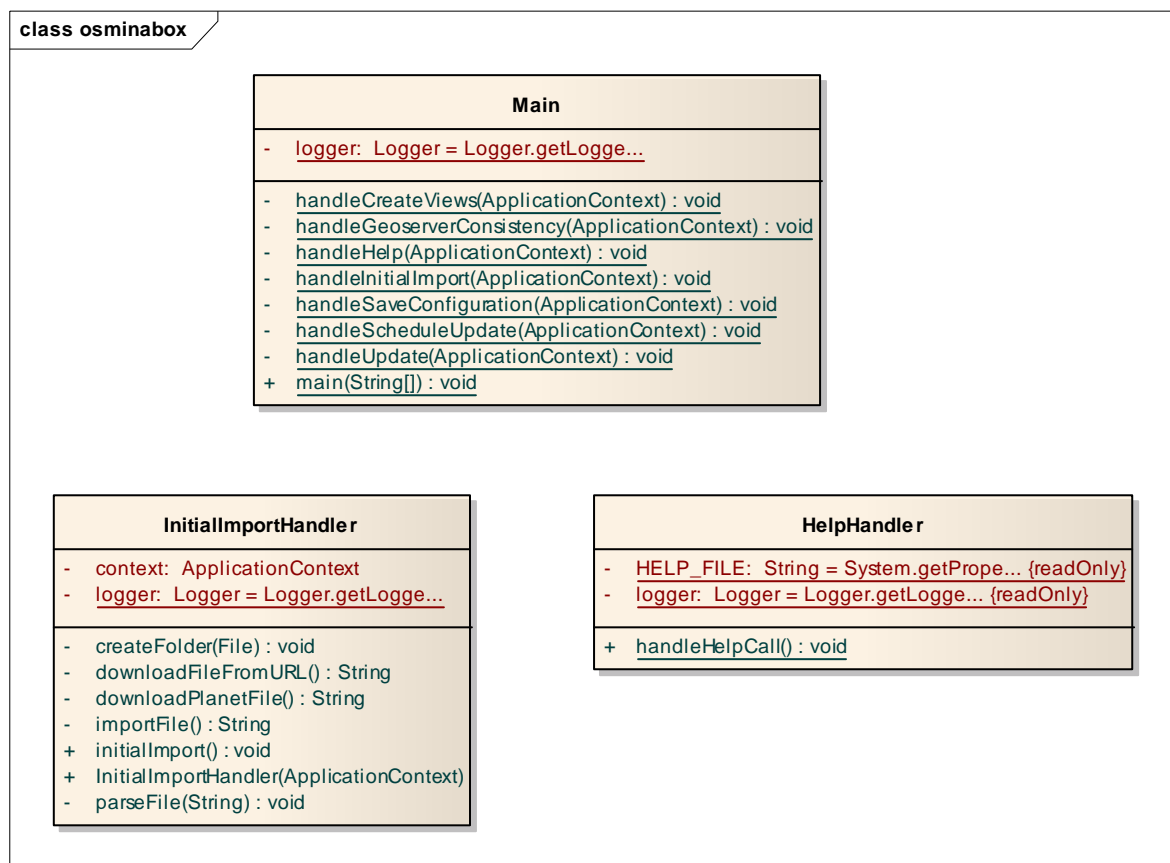 class osminabox
Main
- logger: Logger = Logger.getLogge...
- handleCreateViews(ApplicationContext) : void
- handleGeoserverConsistency(ApplicationContext) : void
- handleHelp(ApplicationContext) : void
- handleInitialImport(ApplicationContext) : void
- handleSaveConfiguration(ApplicationContext) : void
- handleScheduleUpdate(ApplicationContext) : void
- handleUpdate(ApplicationContext) : void
+ main(String[]) : void
InitialImportHandler
- context: ApplicationContext
- logger: Logger = Logger.getLogge...
- createFolder(File) : void
- downloadFileFromURL() : String
- downloadPlanetFile() : String
- importFile() : String
+ initialImport() : void
+ InitialImportHandler(ApplicationContext)
- parseFile(String) : void
HelpHandler
- HELP_FILE: String = System.getPrope... {readOnly}
- logger: Logger = Logger.getLogge... {readOnly}
+ handleHelpCall() : void